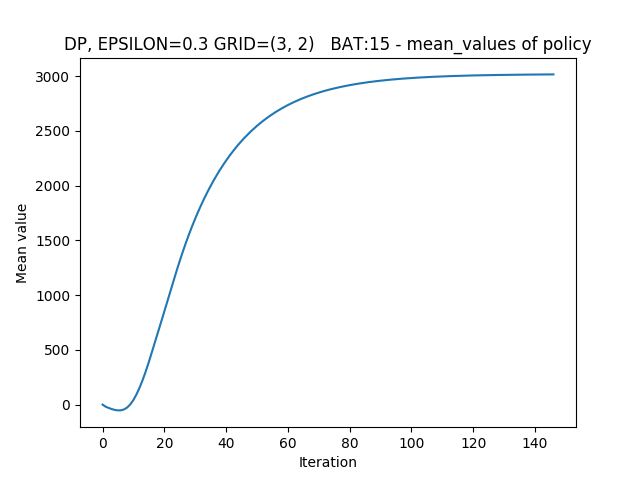 DP, EPSILON=0.3 GRID=(3, 2)   BAT:15 - mean_values of policy
3000
2500
2000
1500
1000
500
0
Mean value
0 20 40 60 80 100 120 140
Iteration